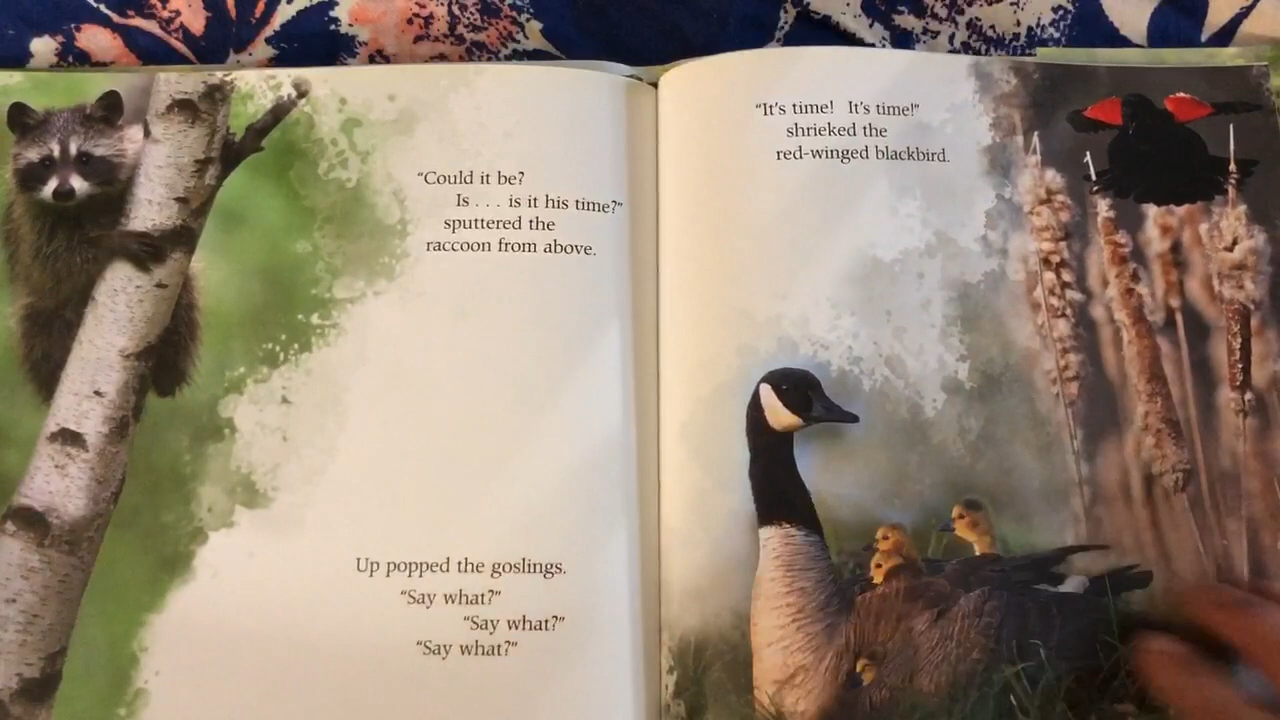 “Could it be?
Is . . . is it his time?”
sputtered the
raccoon from above.
Up popped the goslings.
“Say what?”
“Say what?”
“Say what?”
“It’s time!  It’s time!”
shrieked the
red-winged blackbird.